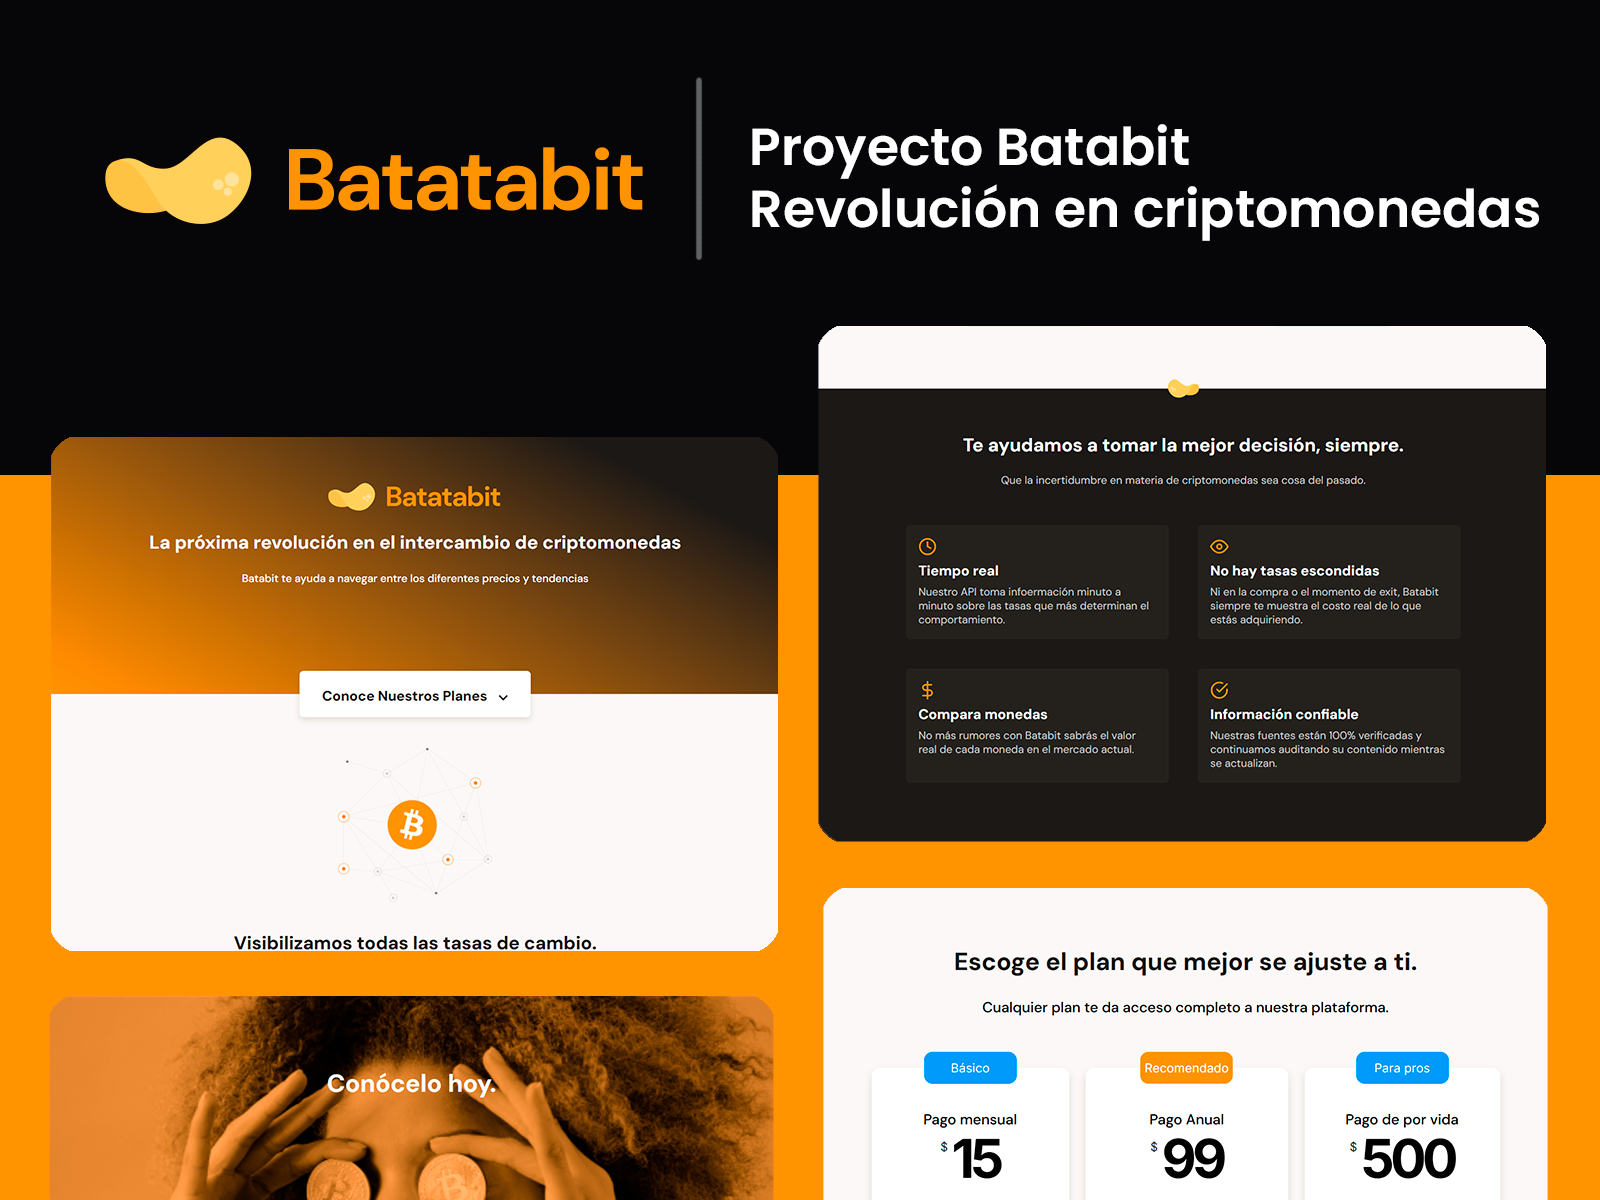 Batatabit
Proyecto Batabit
Revolución en criptomonedas
Batatabit
La próxima revolución en el intercambio de criptomonedas
Batabit te ayuda a navegar entre los diferentes precios y tendencias
Conoce Nuestros Planes
Visibilizamos todas las tasas de cambio.
Te ayudamos a tomar la mejor decisión, siempre.
Que la incertidumbre en materia de criptomonedas sea cosa del pasado.
Tiempo real
Nuestro API toma infoermación minuto a
minuto sobre las tasas que más determinan el
comportamiento.
No hay tasas escondidas
Ni en la compra o el momento de exit, Batabit
siempre te muestra el costo real de lo que
estás adquiriendo.
Compara monedas
No más rumores con Batabit sabrás el valor
real de cada moneda en el mercado actual.
Información confiable
Nuestras fuentes están 100% verificadas y
continuamos auditando su contenido mientras
se actualizan.
Conócelo hoy.
Escoge el plan que mejor se ajuste a ti.
Cualquier plan te da acceso completo a nuestra plataforma.
Básico
Pago mensual
$ 15
Recomendado
Pago Anual
$ 99
Para pros
Pago de por vida
$ 500